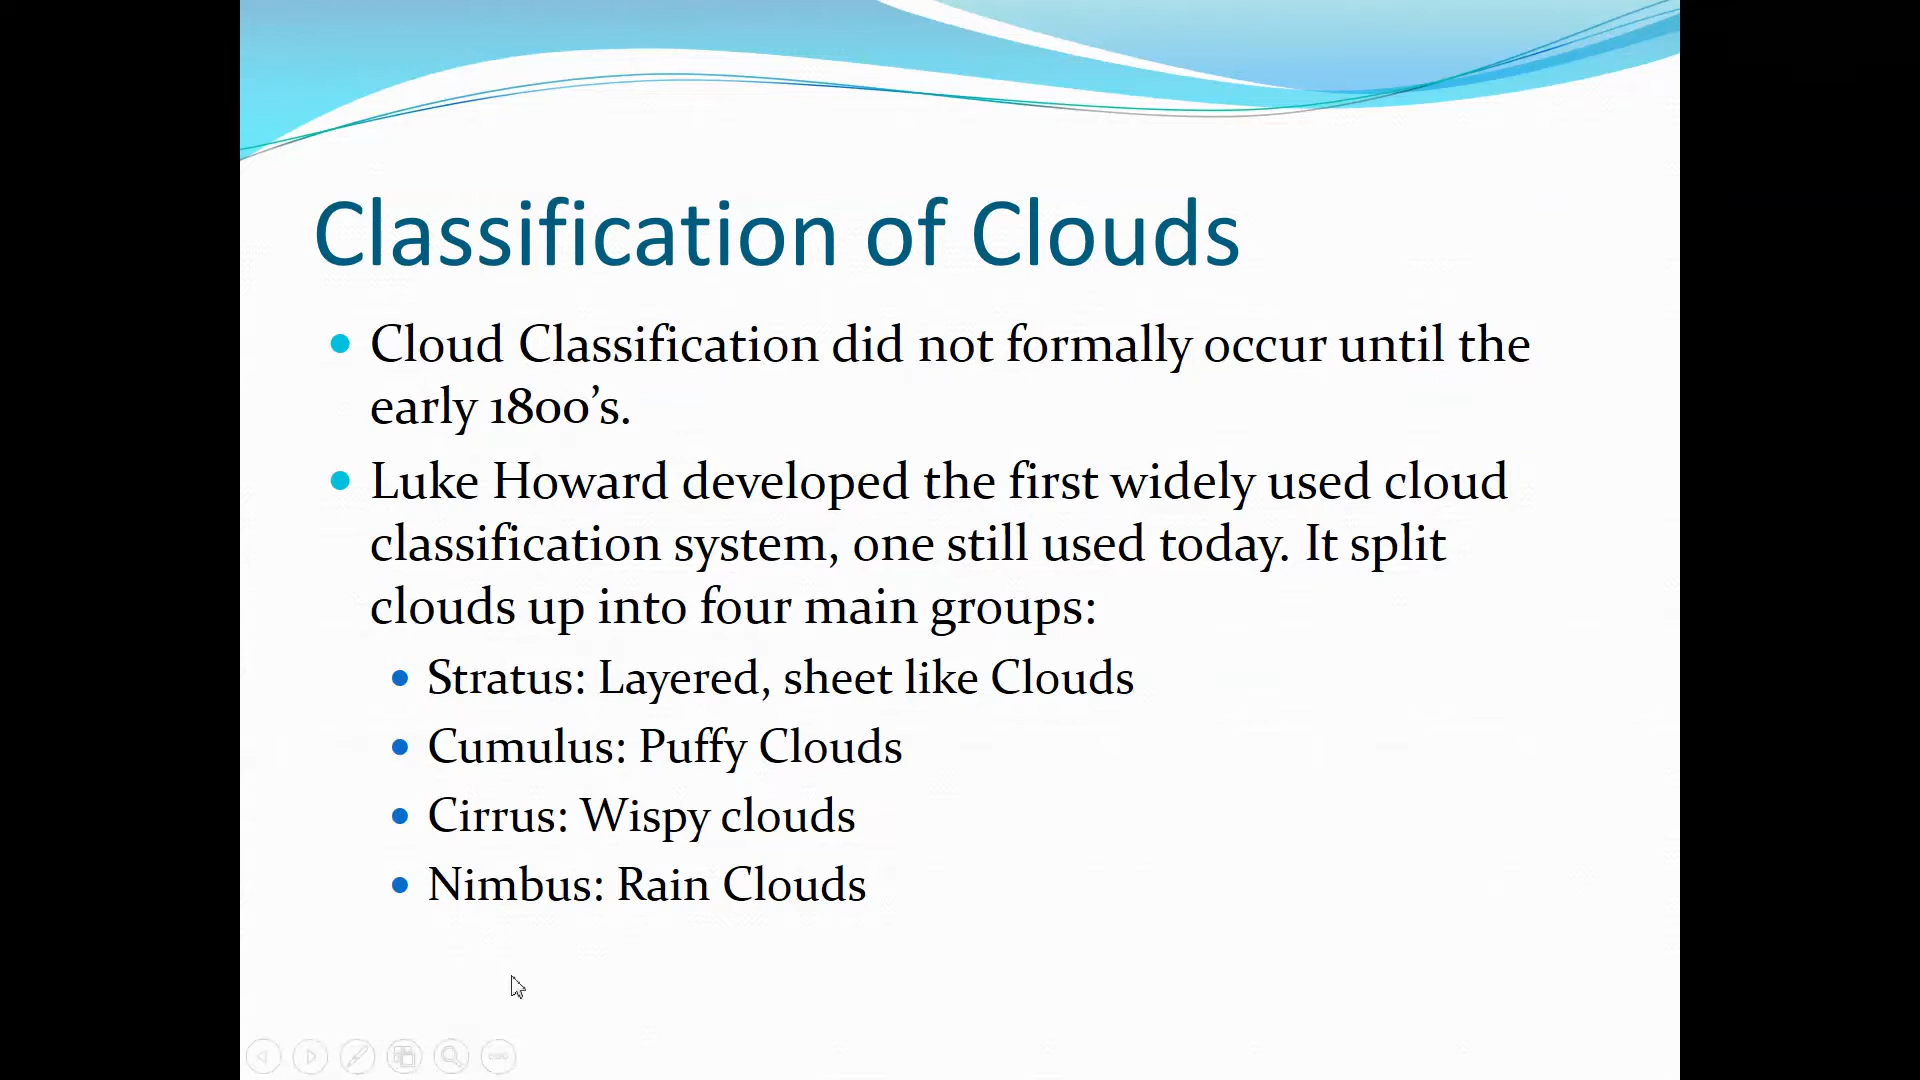 Classification of Clouds
Cloud Classification did not formally occur until the
early 1800’s.
Luke Howard developed the first widely used cloud
classification system, one still used today. It split
clouds up into four main groups:
Stratus: Layered, sheet like Clouds
Cumulus: Puffy Clouds
Cirrus: Wispy clouds
Nimbus: Rain Clouds